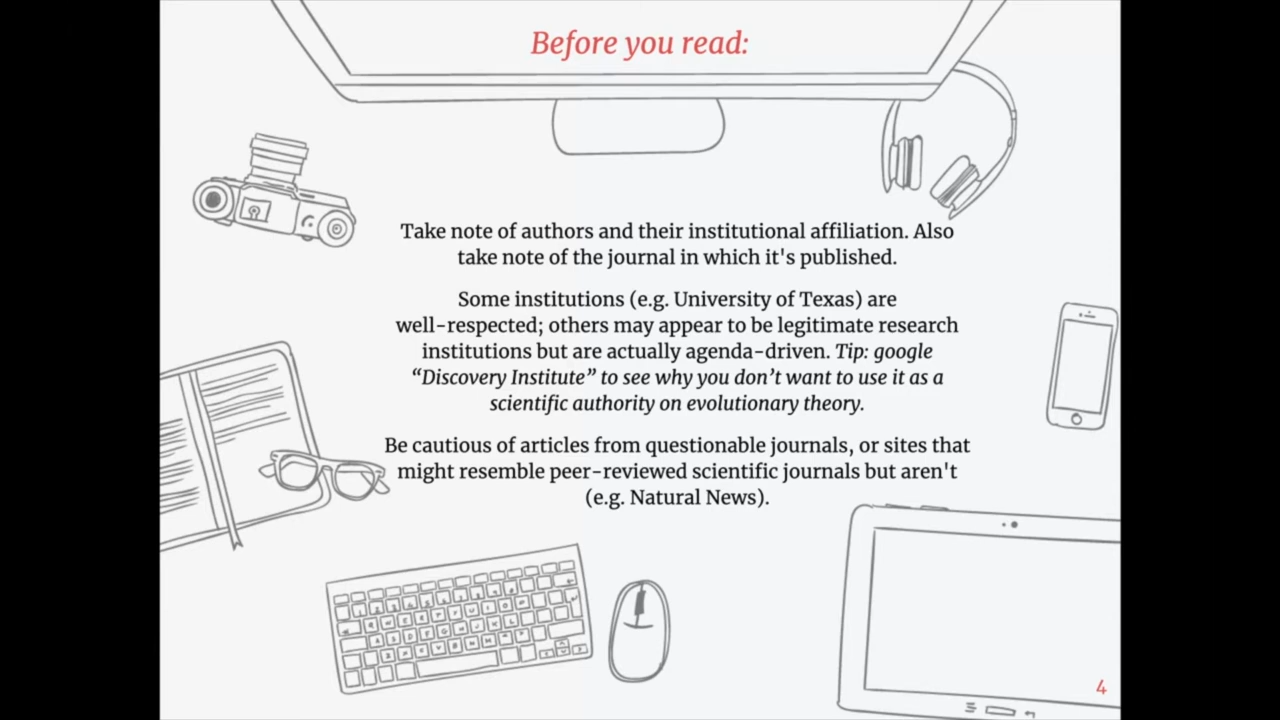 Before you read:
Take note of authors and their institutional affiliation. Also
take note of the journal in which it's published.
Some institutions (e.g. University of Texas) are
well-respected; others may appear to be legitimate research
institutions but are actually agenda-driven. Tip: google
“Discovery Institute” to see why you don’t want to use it as a
scientific authority on evolutionary theory.
Be cautious of articles from questionable journals, or sites that
might resemble peer-reviewed scientific journals but aren't
(e.g. Natural News).
4